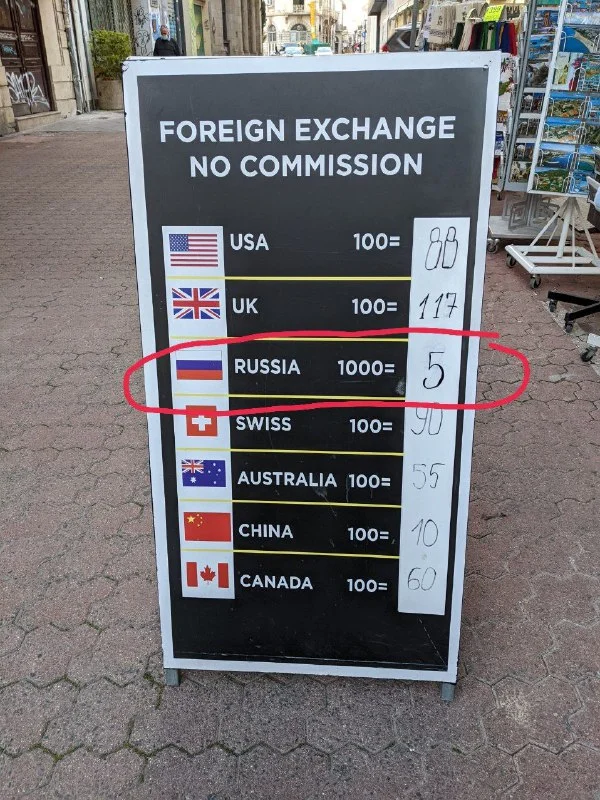 FOREIGN EXCHANGE
NO COMMISSION
USA 100= 88
UK 100= 117
RUSSIA 1000= 5
SWISS 100= 90
AUSTRALIA 100= 55
CHINA 100= 10
CANADA 100= 60